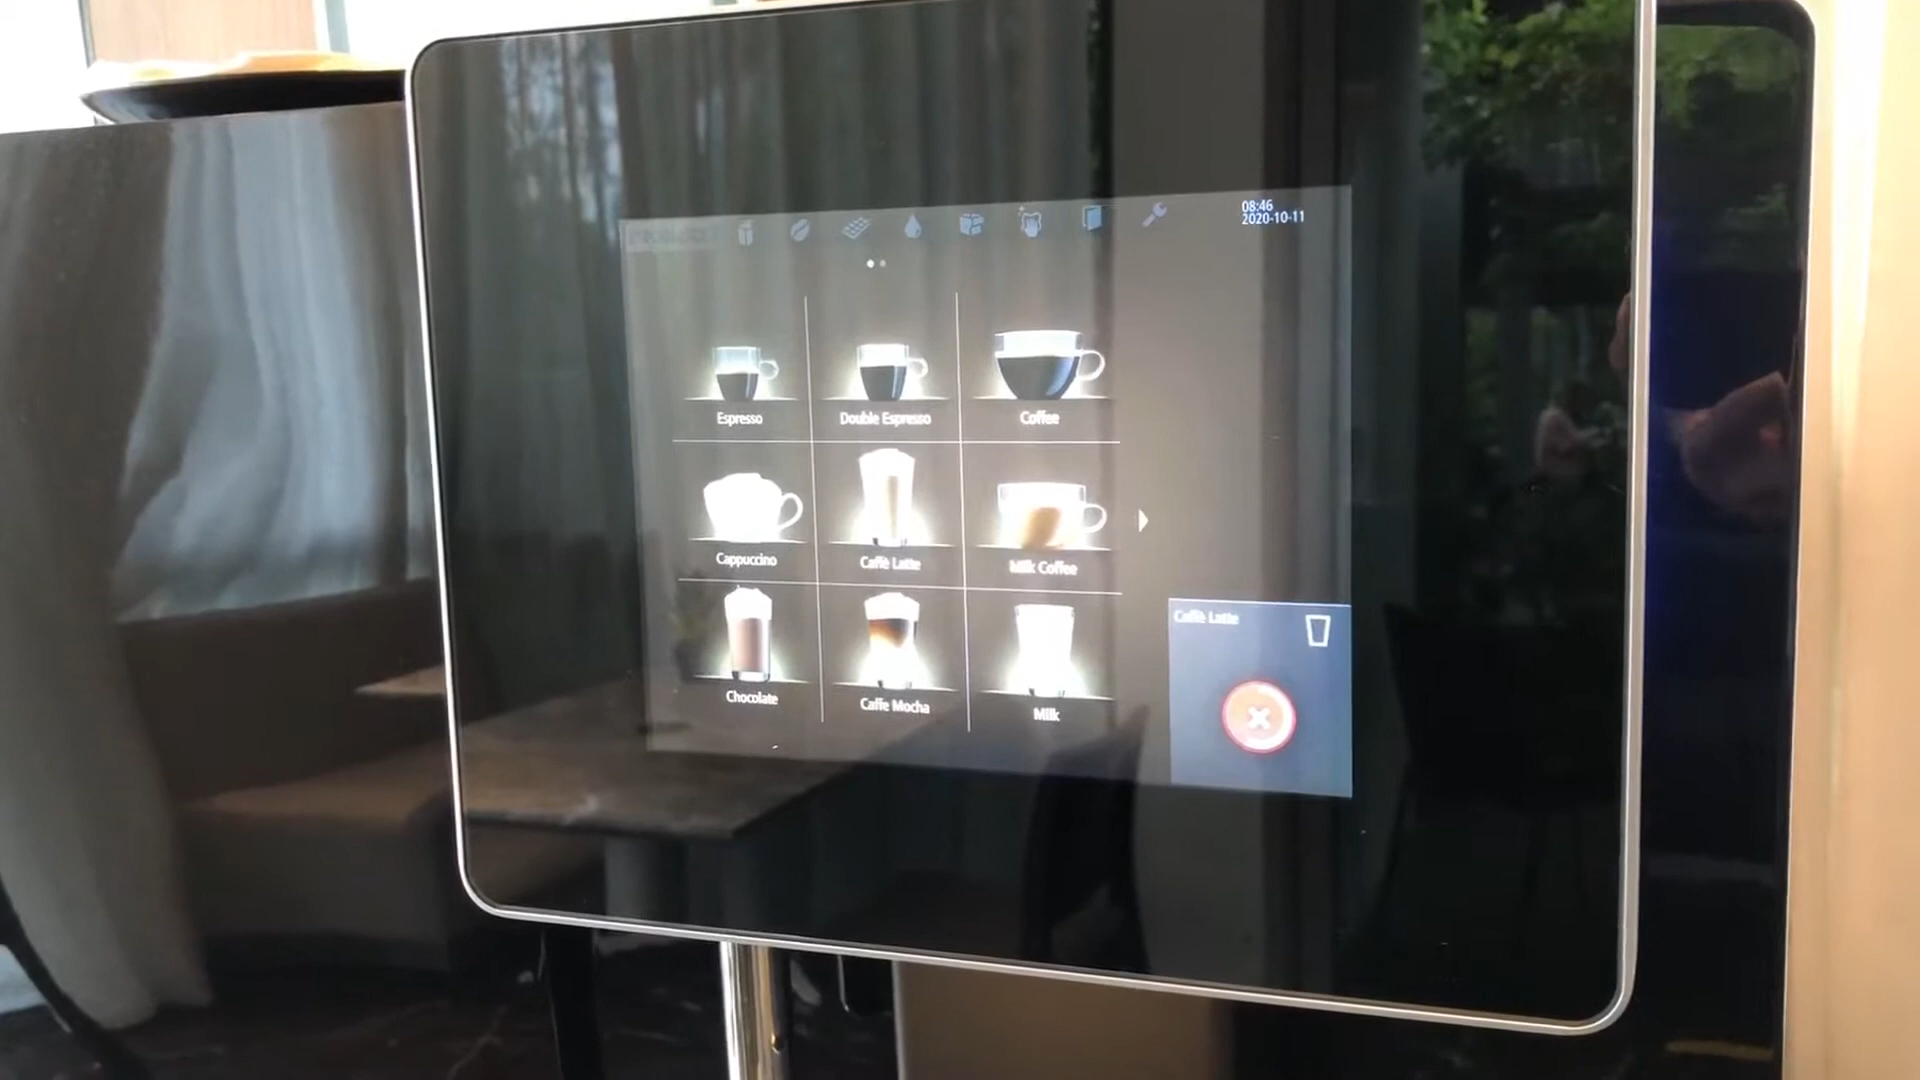 08:46
2020-10-11
Espresso
Double Espresso
Coffee
Cappuccino
Caffè Latte
Milk Coffee
Chocolate
Caffe Mocha
Milk
Caffè Latte